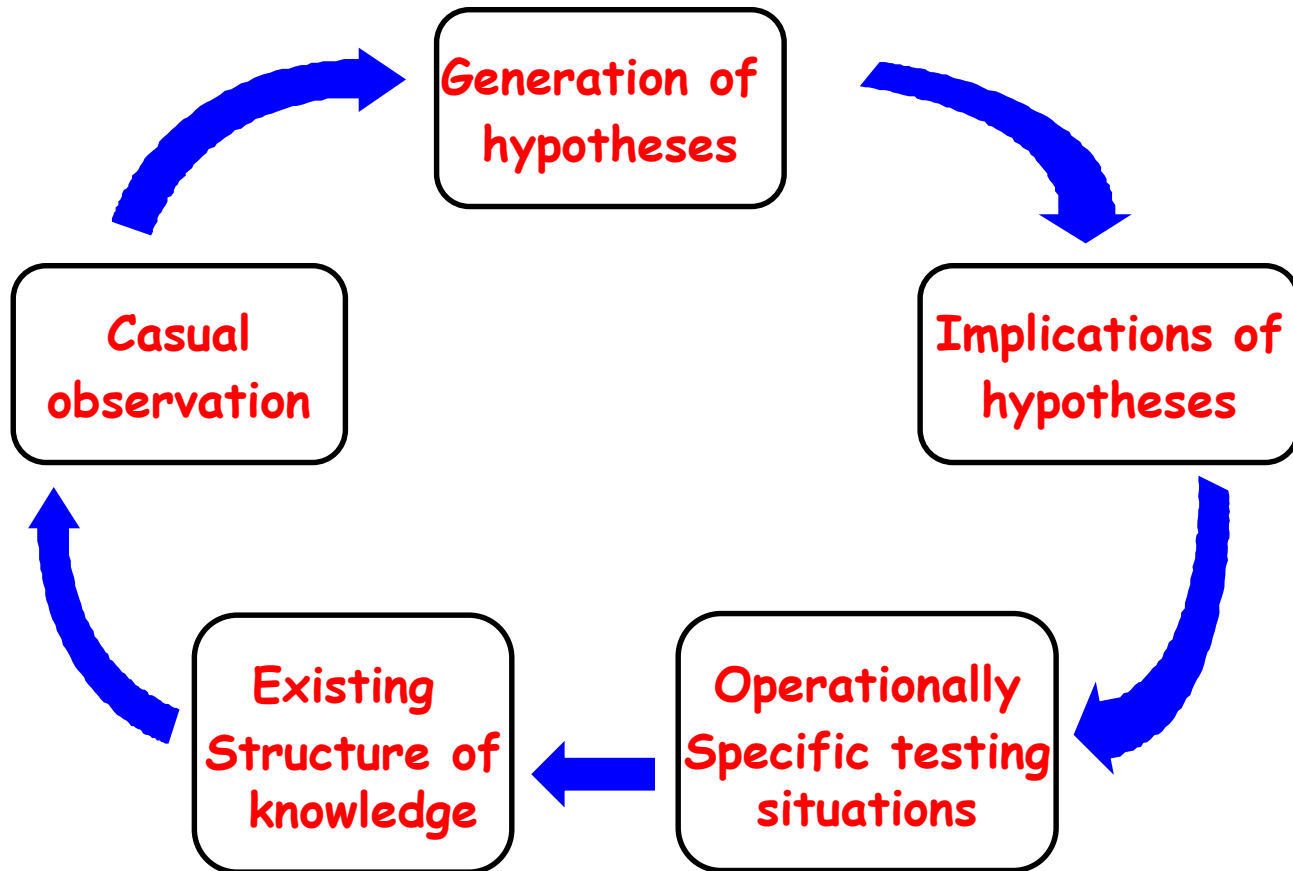 Generation of
hypotheses
Casual
observation
Implications of
hypotheses
Existing
Structure of
knowledge
Operationally
Specific testing
situations